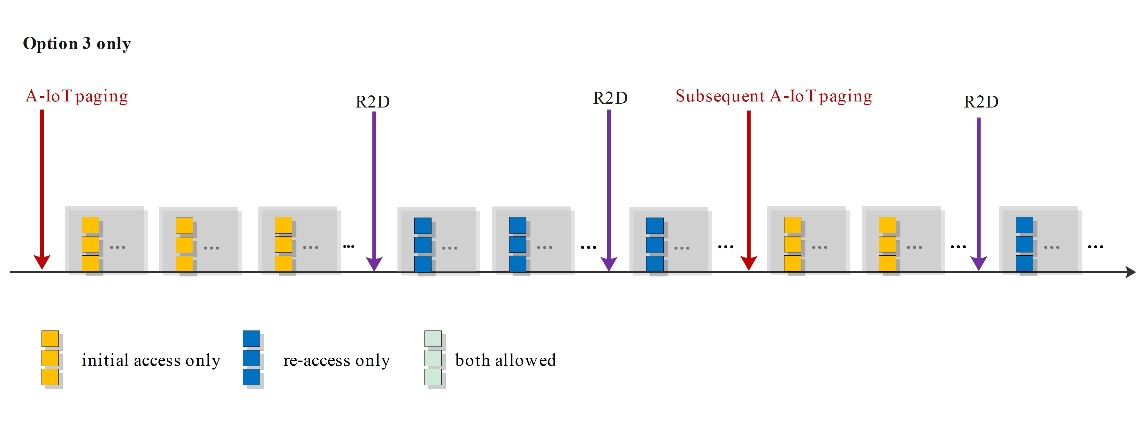 Option 3 only
A-IoT paging
R2D
R2D
Subsequent A-IoT paging
R2D
... ... ... ... ... ... ... ... ... ... ... ... ... ...
initial access only
re-access only
both allowed